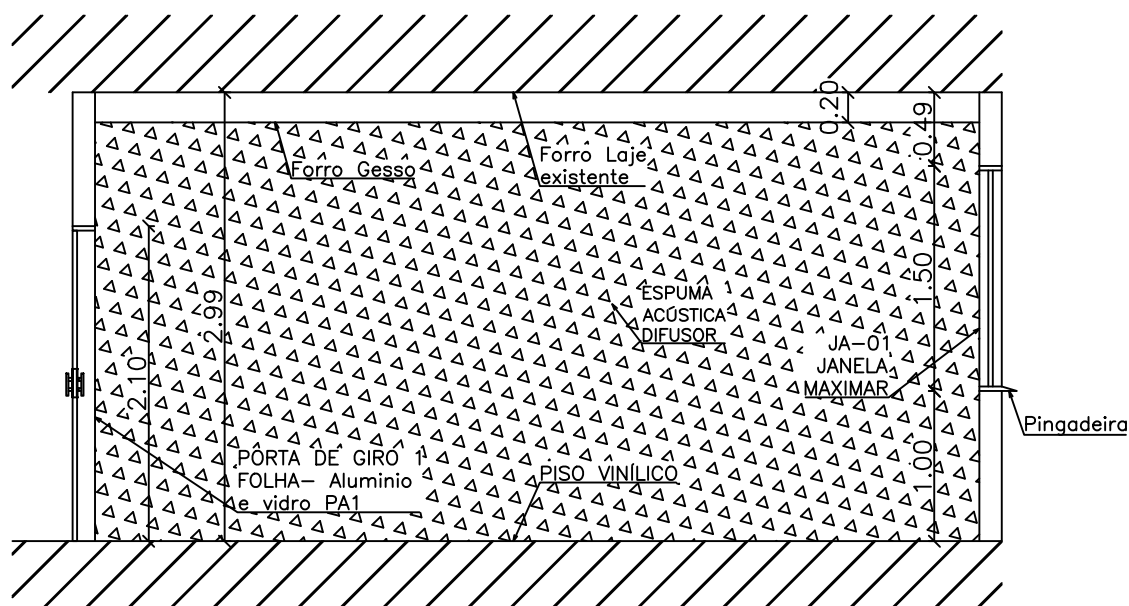 0.20
0.49
Forro Gesso
Forro Laje
existente
1.50
2.99
ESPUMA
ACÚSTICA
DIFUSOR
JA-01
JANELA
MAXIMAR
2.10
Pingadeira
1.00
PORTA DE GIRO 1
FOLHA- Aluminio
e vidro PA1
PISO VINÍLICO